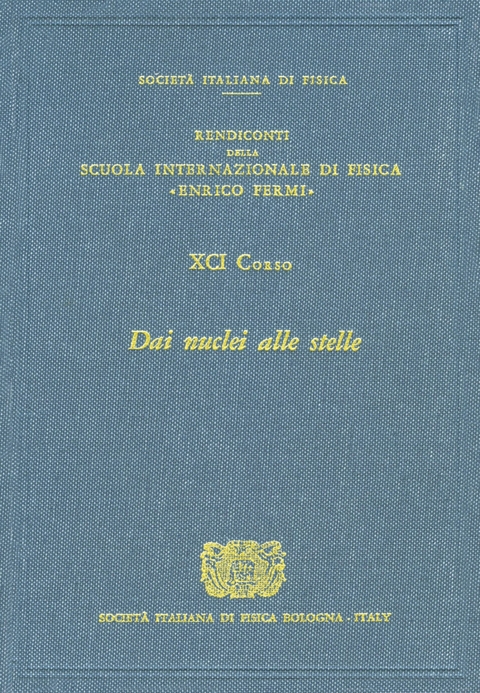 SOCIETÀ ITALIANA DI FISICA
RENDICONTI
DELLA
SCUOLA INTERNAZIONALE DI FISICA
«ENRICO FERMI»
XCI CORSO
Dai nuclei alle stelle
SOCIETÀ ITALIANA DI FISICA BOLOGNA - ITALY